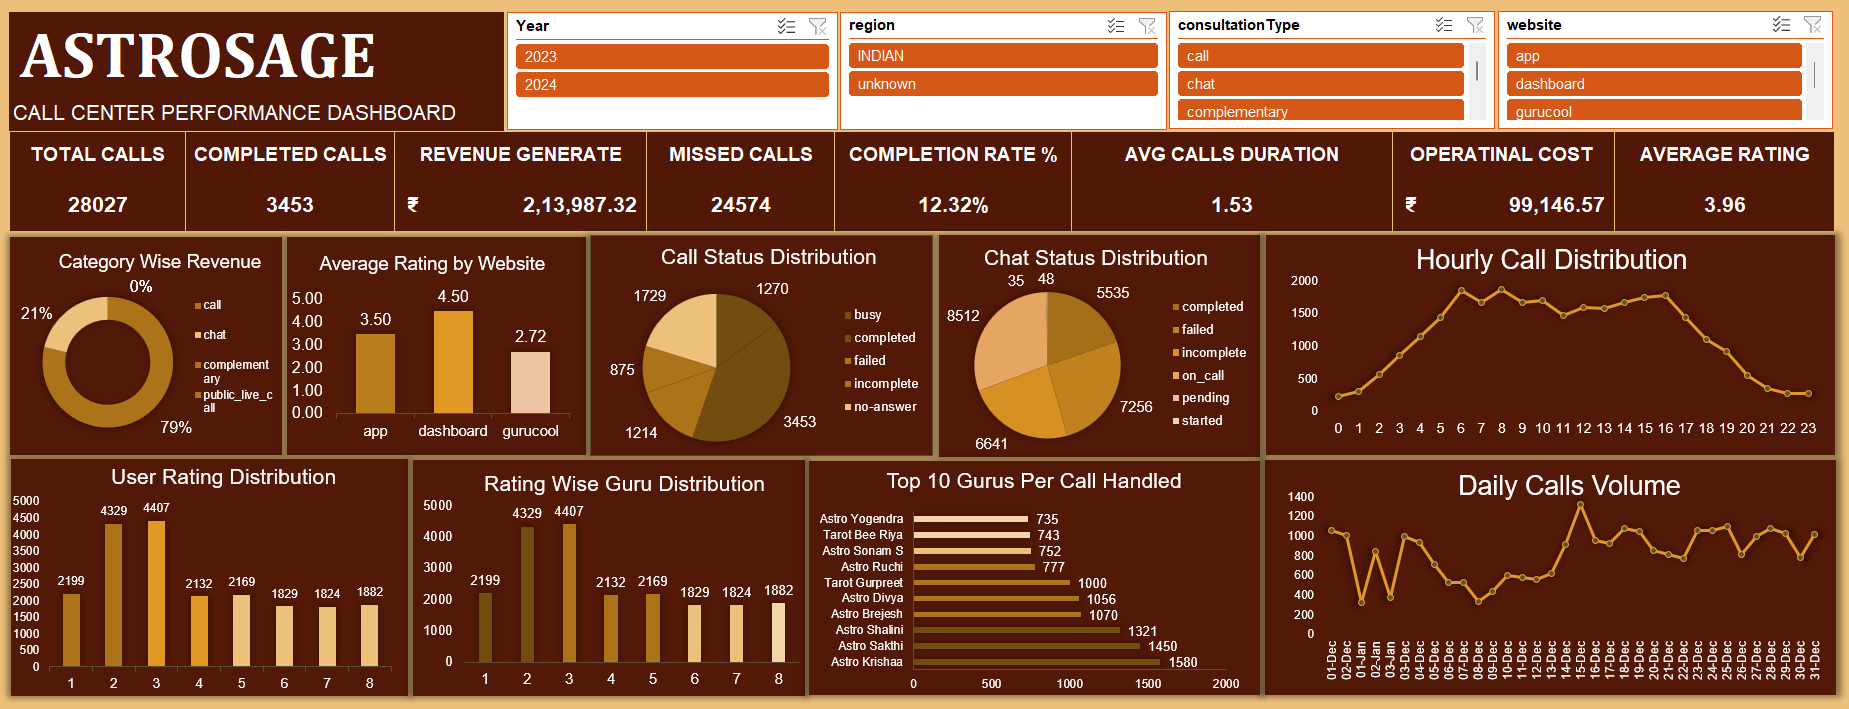 ASTROSAGE
CALL CENTER PERFORMANCE DASHBOARD
Year
2023
2024
region
INDIAN
unknown
consultationType
call
chat
complementary
website
app
dashboard
gurucool
TOTAL CALLS
28027
COMPLETED CALLS
3453
REVENUE GENERATE
₹ 2,13,987.32
MISSED CALLS
24574
COMPLETION RATE %
12.32%
AVG CALLS DURATION
1.53
OPERATINAL COST
₹ 99,146.57
AVERAGE RATING
3.96
Category Wise Revenue
0%
21%
79%
call
chat
complement
ary
public_live_c
all
Average Rating by Website
5.00
4.00
3.00
2.00
1.00
0.00
3.50
4.50
2.72
app dashboard gurucool
Call Status Distribution
1729
1270
875
1214
3453
busy
completed
failed
incomplete
no-answer
Chat Status Distribution
35 48
5535
8512
7256
6641
completed
failed
incomplete
on_call
pending
started
Hourly Call Distribution
2000
1500
1000
500
0
0 1 2 3 4 5 6 7 8 9 10 11 12 13 14 15 16 17 18 19 20 21 22 23
User Rating Distribution
5000
4500
4000
3500
3000
2500
2000
1500
1000
500
0
2199 4329 4407 2132 2169 1829 1824 1882
1 2 3 4 5 6 7 8
Rating Wise Guru Distribution
5000
4000
3000
2000
1000
0
2199 4329 4407 2132 2169 1829 1824 1882
1 2 3 4 5 6 7 8
Top 10 Gurus Per Call Handled
Astro Yogendra 735
Tarot Bee Riya 743
Astro Sonam S 752
Astro Ruchi 777
Tarot Gurpreet 1000
Astro Divya 1056
Astro Brejesh 1070
Astro Shalini 1321
Astro Sakthi 1450
Astro Krishaa 1580
0 500 1000 1500 2000
Daily Calls Volume
1400
1200
1000
800
600
400
200
0
01-Dec 02-Dec 01-Jan 02-Jan 03-Jan 03-Dec 04-Dec 05-Dec 06-Dec 07-Dec 08-Dec 09-Dec 10-Dec 11-Dec 12-Dec 13-Dec 14-Dec 15-Dec 16-Dec 17-Dec 18-Dec 19-Dec 20-Dec 21-Dec 22-Dec 23-Dec 24-Dec 25-Dec 26-Dec 27-Dec 28-Dec 29-Dec 30-Dec 31-Dec